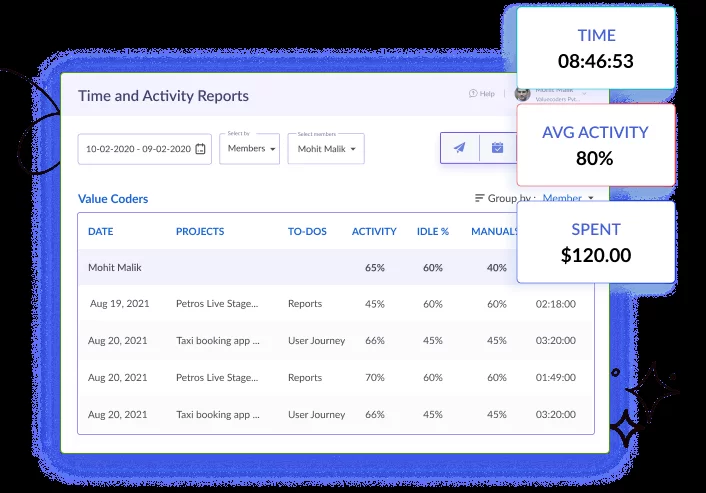 TIME
08:46:53
Time and Activity Reports
Help
Valuecoders Pvt...
AVG ACTIVITY
80%
Select by
Select members
10-02-2020 - 09-02-2020
Members
Mohit Malik
Value Coders
Group by : Member
SPENT
$120.00
DATE PROJECTS TO-DOS ACTIVITY IDLE % MANUAL
Mohit Malik 65% 60% 40%
Aug 19, 2021 Petros Live Stage... Reports 45% 60% 60% 02:18:00
Aug 20, 2021 Taxi booking app ... User Journey 66% 45% 45% 03:20:00
Aug 20, 2021 Petros Live Stage... Reports 70% 60% 60% 01:49:00
Aug 20, 2021 Taxi booking app ... User Journey 66% 45% 45% 03:20:00